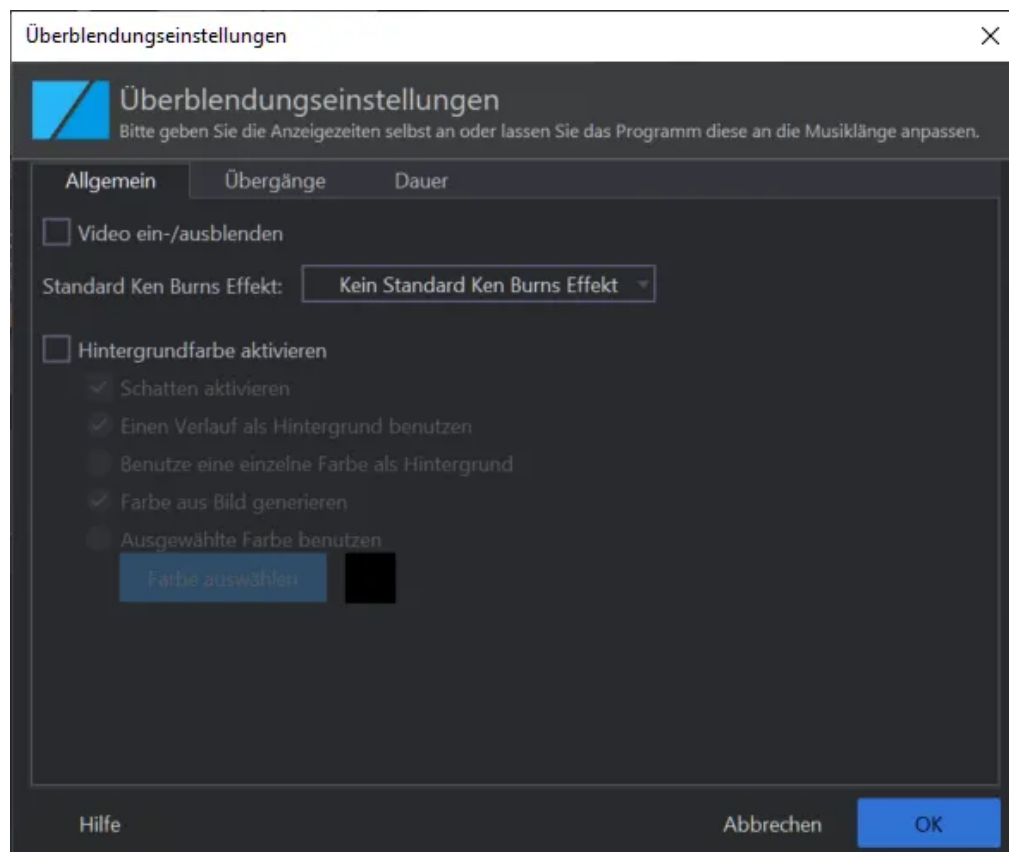 Überblendungseinstellungen
Überblendungseinstellungen
Bitte geben Sie die Anzeigezeiten selbst an oder lassen Sie das Programm diese an die Musiklänge anpassen.
Allgemein Übergänge Dauer
Video ein-/ausblenden
Standard Ken Burns Effekt: Kein Standard Ken Burns Effekt
Hintergrundfarbe aktivieren
Schatten aktivieren
Einen Verlauf als Hintergrund benutzen
Benutze eine einzelne Farbe als Hintergrund
Farbe aus Bild generieren
Ausgewählte Farbe benutzen
Farbe auswählen
Hilfe Abbrechen OK